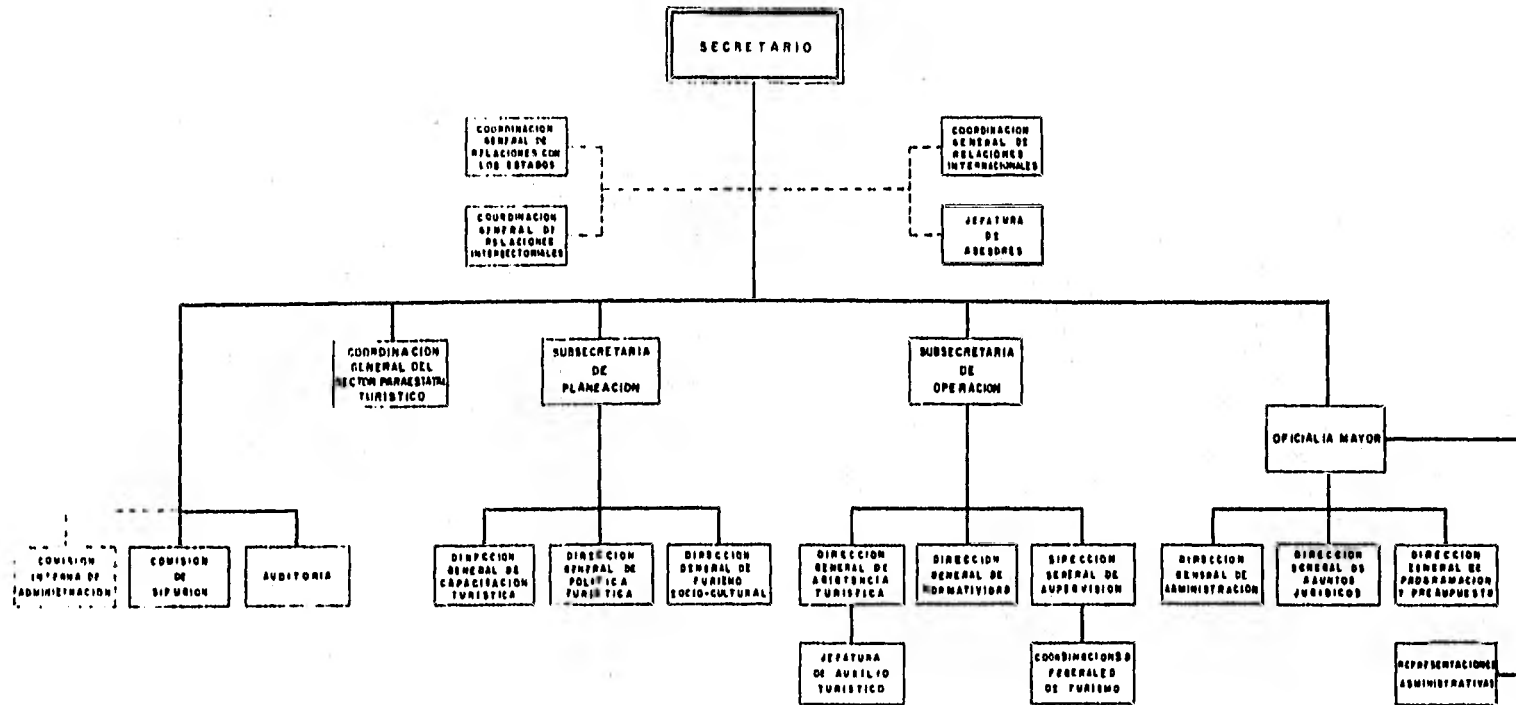 SECRETARIO
COORDINACION
GENERAL DE
RELACIONES CON
LOS ESTADOS
COORDINACION
GENERAL DE
RELACIONES
INTERNACIONALES
COORDINACION
GENERAL DE
RELACIONES
INTERSECTORIALES
JEFATURA
DE
ASESORES
COORDINACION
GENERAL DEL
SECTOR PARAESTATAL
TURISTICO
SUBSECRETARIA
DE
PLANEACION
SUBSECRETARIA
DE
OPERACION
OFICIALIA MAYOR
COMISION
INTERNA DE
ADMINISTRACION
COMISION
DE
DIFUSION
AUDITORIA
DIRECCION
GENERAL DE
CAPACITACION
TURISTICA
DIRECCION
GENERAL DE
POLITICA
TURISTICA
DIRECCION
GENERAL DE
TURISMO
SOCIO-CULTURAL
DIRECCION
GENERAL DE
ASISTENCIA
TURISTICA
DIRECCION
GENERAL DE
NORMATIVIDAD
DIRECCION
GENERAL DE
SUPERVISION
DIRECCION
GENERAL DE
ADMINISTRACIÓN
DIRECCION
GENERAL DE
ASUNTOS
JURIDICOS
DIRECCION
GENERAL DE
PROGRAMACION
Y PRESUPUESTO
JEFATURA
DE AUXILIO
TURISTICO
COORDINACIONES
FEDERALES
DE TURISMO
REPRESENTACIONES
ADMINISTRATIVAS